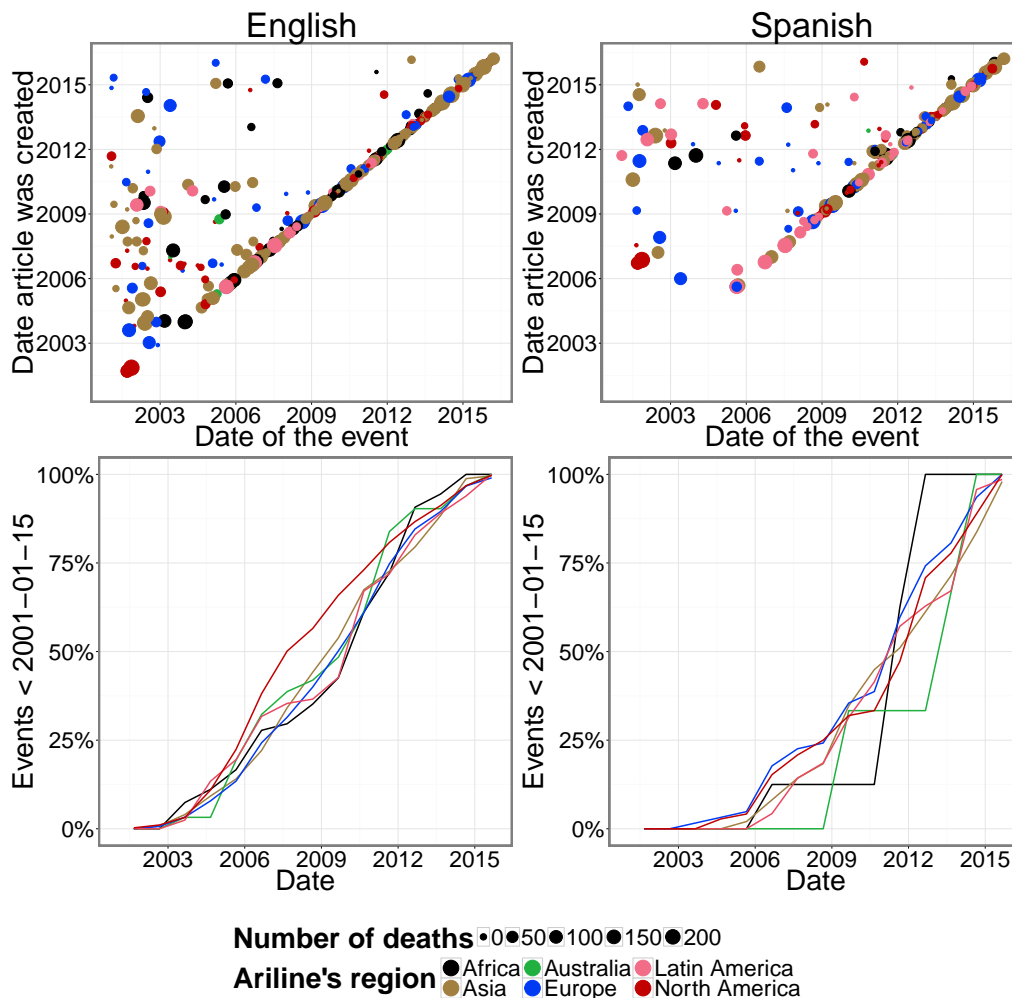 English
Spanish
Date article was created
2015
2012
2009
2006
2003
2003 2006 2009 2012 2015
Date of the event
Date article was created
2015
2012
2009
2006
2003
2003 2006 2009 2012 2015
Date of the event
Events < 2001−01−15
100%
75%
50%
25%
0%
2003 2006 2009 2012 2015
Date
Events < 2001−01−15
100%
75%
50%
25%
0%
2003 2006 2009 2012 2015
Date
Number of deaths 0 50 100 150 200
Ariline's region Africa Australia Latin America
Asia Europe North America